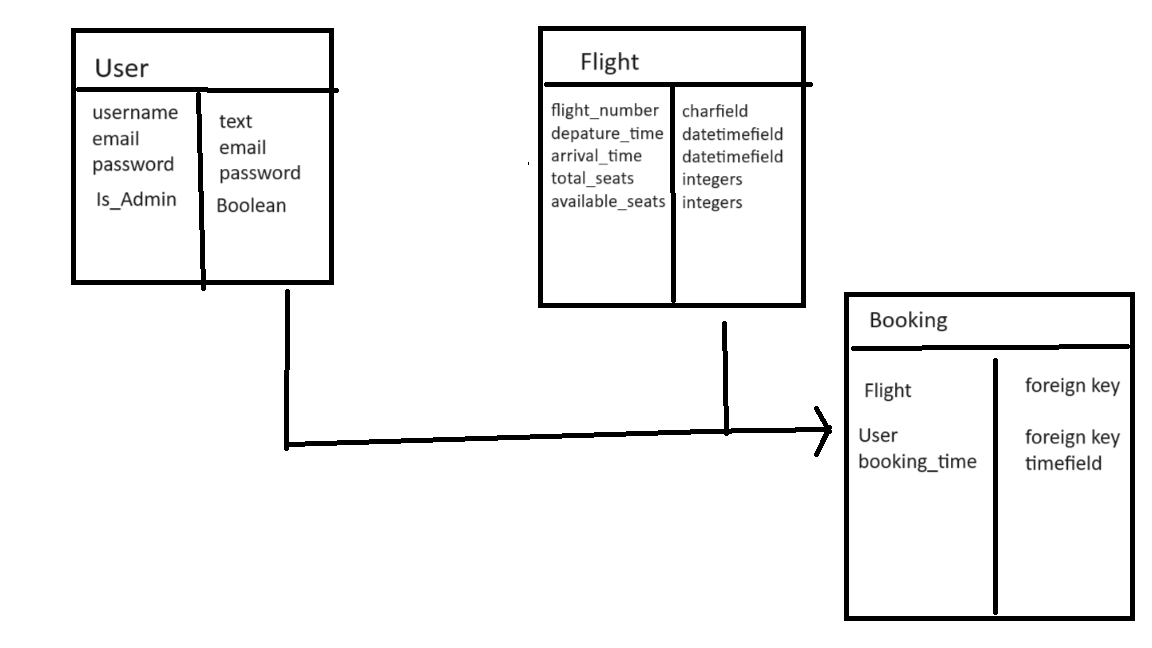 User
username
email
password
Is_Admin
text
email
password
Boolean
Flight
flight_number
depature_time
arrival_time
total_seats
available_seats
charfield
datetimefield
datetimefield
integers
integers
Booking
Flight
User
booking_time
foreign key
foreign key
timefield